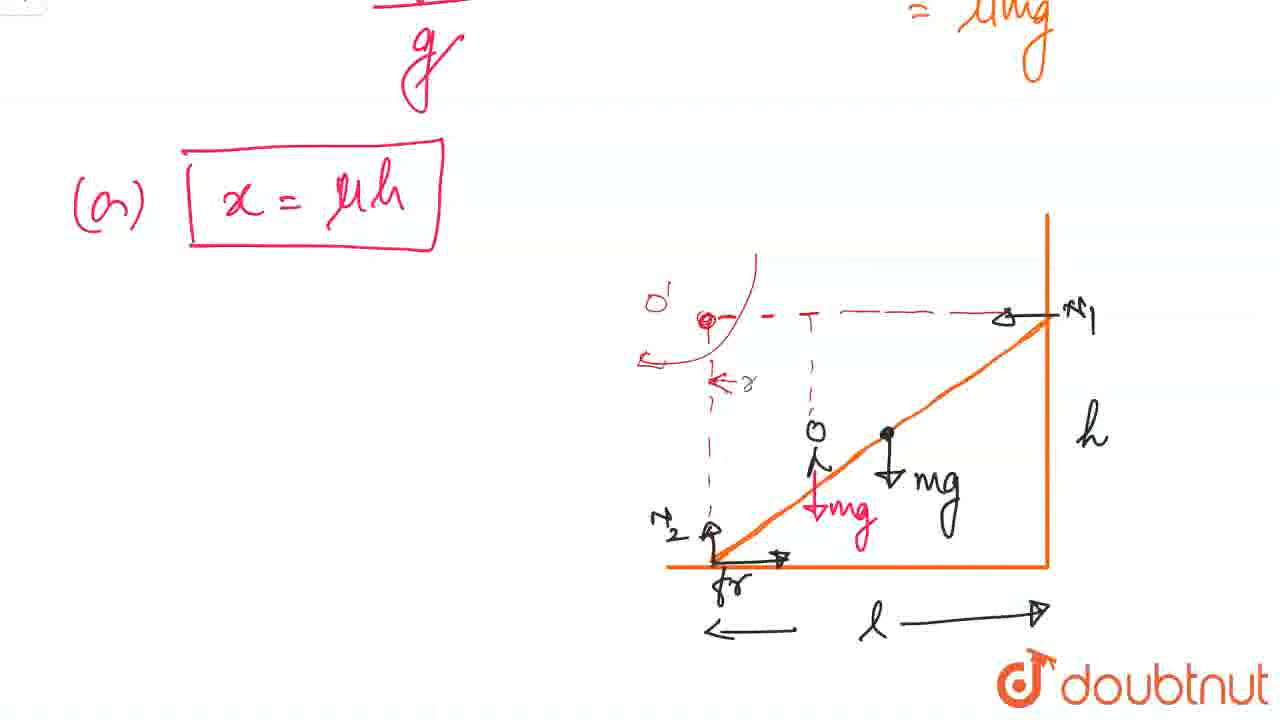 g
= μmg
(a) x = μh
O'
N1
x
h
mg
mg
N2
fr
l
doubtnut